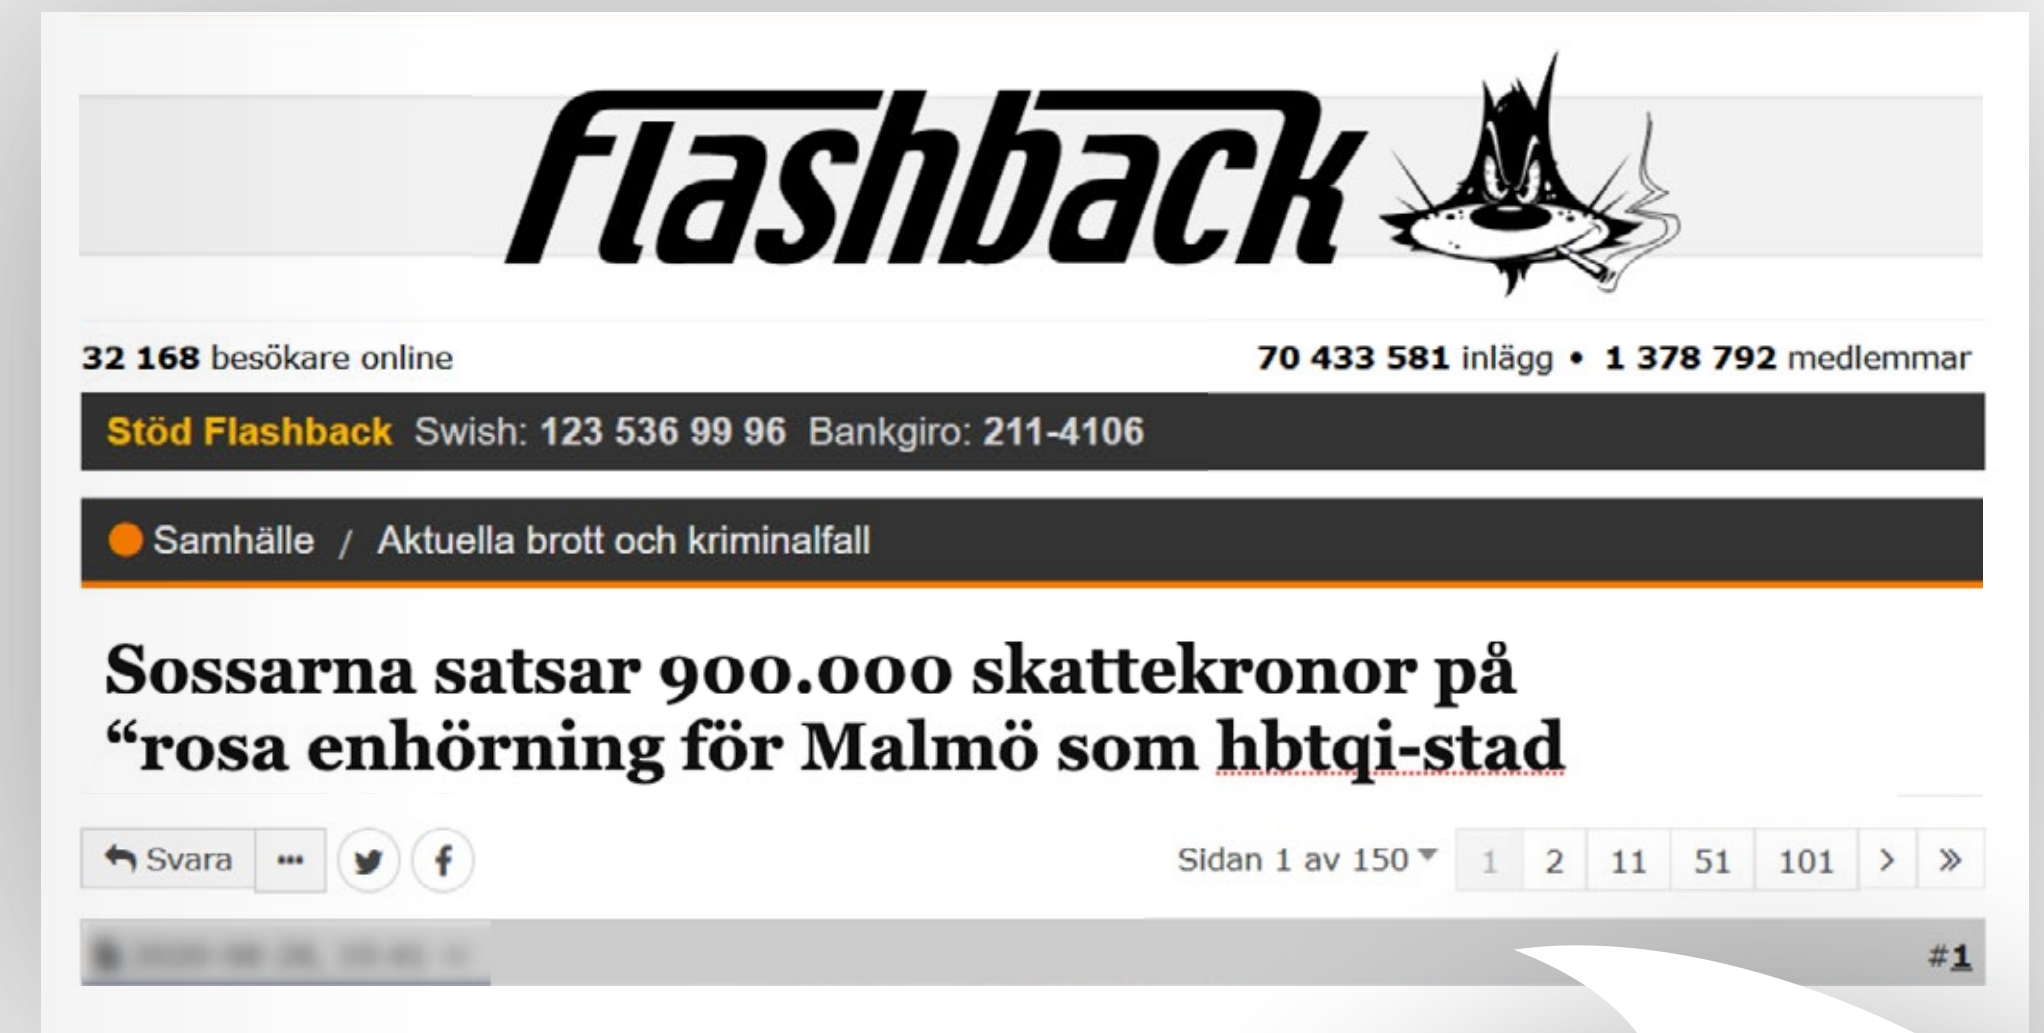 flashback
32 168 besökare online
70 433 581 inlägg • 1 378 792 medlemmar
Stöd Flashback Swish: 123 536 99 96 Bankgiro: 211-4106
Samhälle / Aktuella brott och kriminalfall
Sossarna satsar 900.000 skattekronor på
“rosa enhörning för Malmö som hbtqi-stad
Svara ••• Sidan 1 av 150 1 2 11 51 101 > »
#1